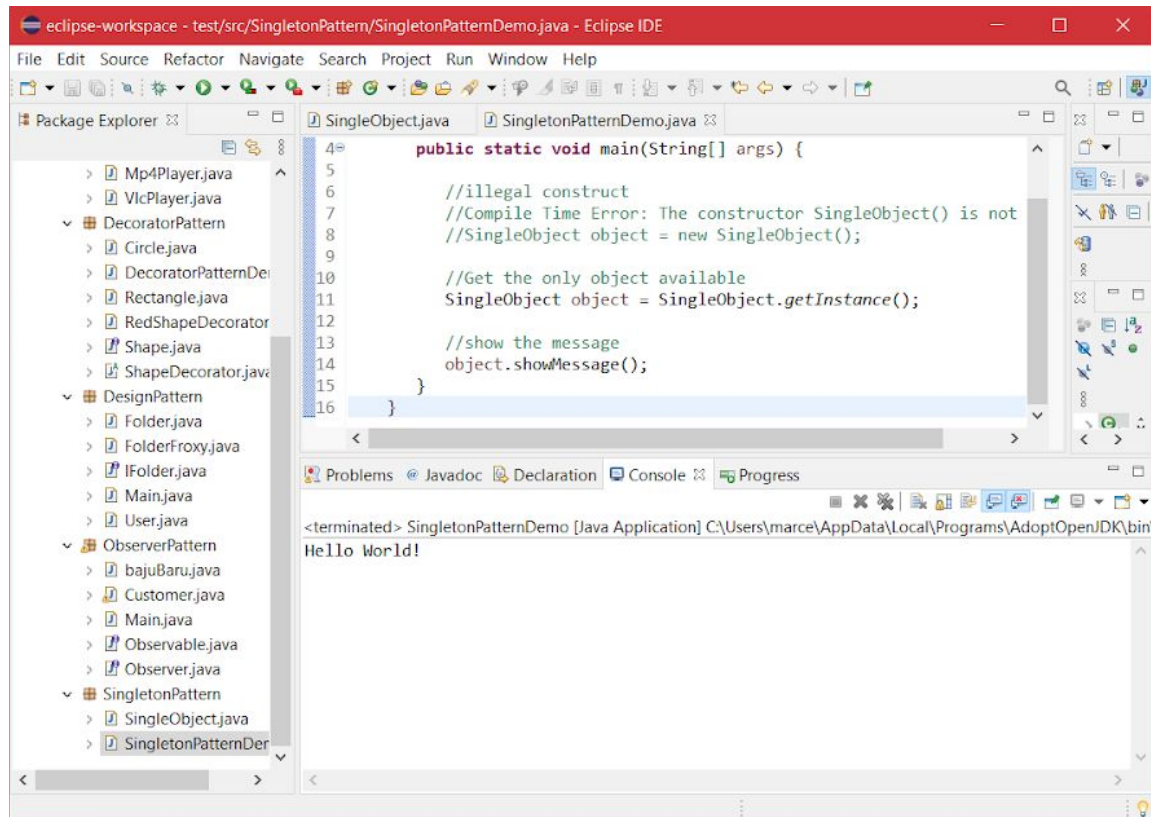 eclipse-workspace - test/src/SingletonPattern/SingletonPatternDemo.java - Eclipse IDE
File Edit Source Refactor Navigate Search Project Run Window Help
Package Explorer
Mp4Player.java
VlcPlayer.java
DecoratorPattern
Circle.java
DecoratorPatternDe
Rectangle.java
RedShapeDecorator
Shape.java
ShapeDecorator.java
DesignPattern
Folder.java
FolderFroxy.java
IFolder.java
Main.java
User.java
ObserverPattern
bajuBaru.java
Customer.java
Main.java
Observable.java
Observer.java
SingletonPattern
SingleObject.java
SingletonPatternDer
SingleObject.java SingletonPatternDemo.java
4 public static void main(String[] args) {
5
6 //illegal construct
7 //Compile Time Error: The constructor SingleObject() is not
8 //SingleObject object = new SingleObject();
9
10 //Get the only object available
11 SingleObject object = SingleObject.getInstance();
12
13 //show the message
14 object.showMessage();
15 }
16 }
Problems Javadoc Declaration Console Progress
<terminated> SingletonPatternDemo [Java Application] C:\Users\marce\AppData\Local\Programs\AdoptOpenJDK\bin\
Hello World!